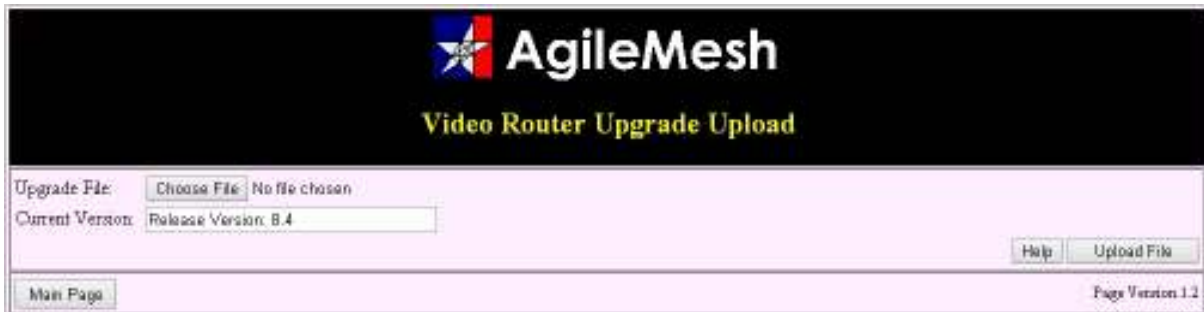 AgileMesh
Video Router Upgrade Upload
Upgrade File: Choose File No file chosen
Current Version: Release Version: 8.4
Help Upload File
Main Page Page Version 1.2